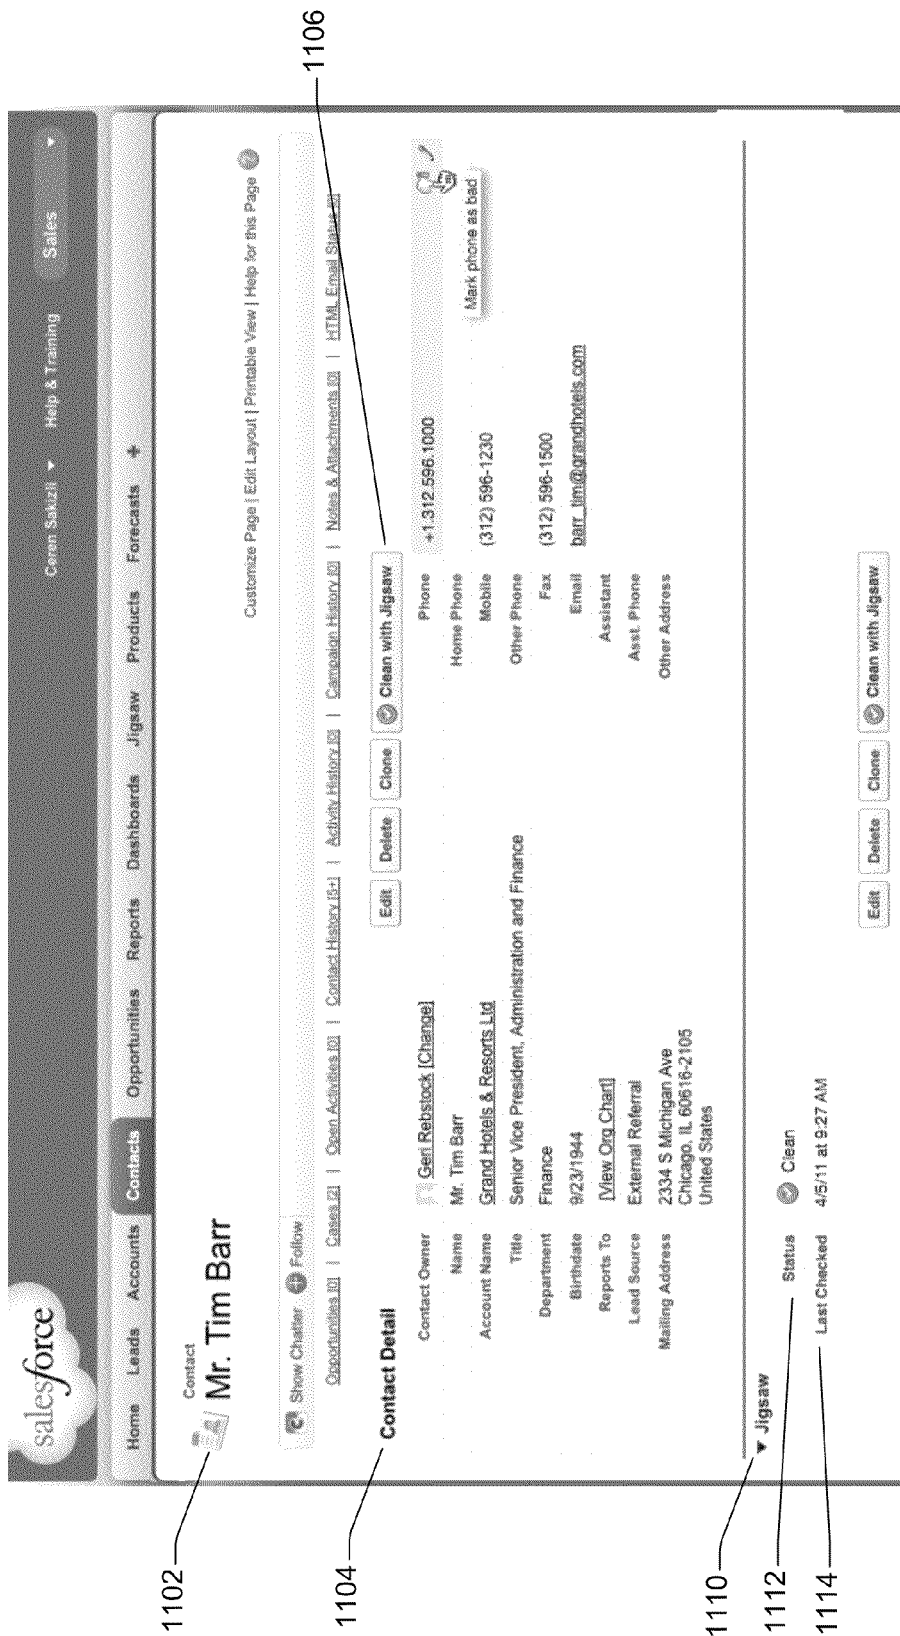 salesforce
Ceren Sakizli Help & Training Sales
Home Leads Accounts Contacts Opportunities Reports Dashboards Jigsaw Products Forecasts +
1102
Contact
Mr. Tim Barr
Customize Page | Edit Layout | Printable View | Help for this Page
Show Chatter Follow
Opportunities [0] | Cases [2] | Open Activities [0] | Contact History [5+] | Activity History [0] | Campaign History [0] | Notes & Attachments [0] | HTML Email Status [0]
1106
1104
Contact Detail
Edit Delete Clone Clean with Jigsaw
Contact Owner Geri Rebstock [Change]
Phone +1.312.596.1000
Name Mr. Tim Barr
Home Phone
Mark phone as bad
Account Name Grand Hotels & Resorts Ltd
Mobile (312) 596-1230
Title Senior Vice President, Administration and Finance
Other Phone
Department Finance
Fax (312) 596-1500
Birthdate 9/23/1944
Email barr_tim@grandhotels.com
Reports To [View Org Chart]
Assistant
Lead Source External Referral
Asst. Phone
Mailing Address 2334 S Michigan Ave
Chicago, IL 60616-2105
United States
Other Address
1110
Jigsaw
1112
Status Clean
1114
Last Checked 4/5/11 at 9:27 AM
Edit Delete Clone Clean with Jigsaw